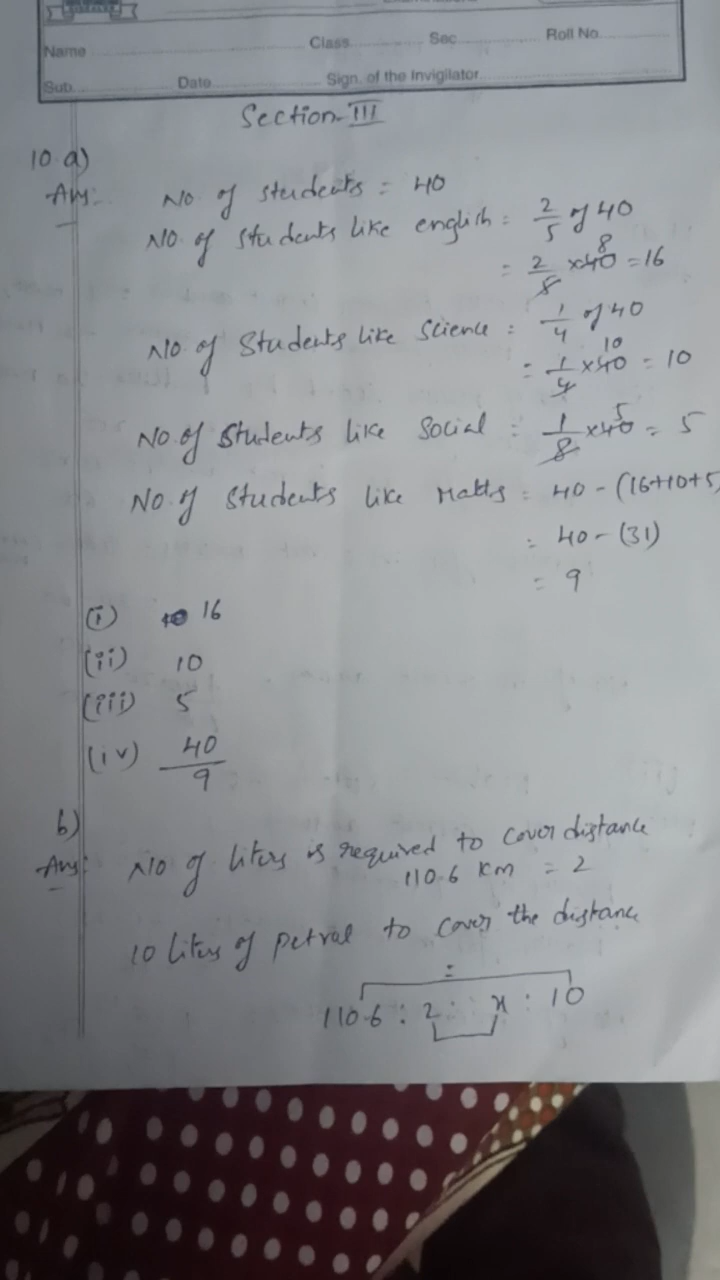 Name
Class
Sec
Roll No
Sub
Date
Sign. of the Invigilator
Section-III
10 a)
Ans: No of students = 40
No. of students like english = 2/5 of 40
= 2/5 × 40 8 = 16
No. of Students like Science = 1/4 of 40
= 1/4 × 40 10 = 10
No. of Students like Social = 1/8 × 40 5 = 5
No. of Students like Maths = 40 - (16+10+5
= 40 - (31)
= 9
(i) 16
(ii) 10
(iii) 5
(iv) 40/9
b)
Ans: No of liters is required to cover distance
110.6 km = 2
10 liters of petral to cover the distance
=
110.6 : 2 : x : 10